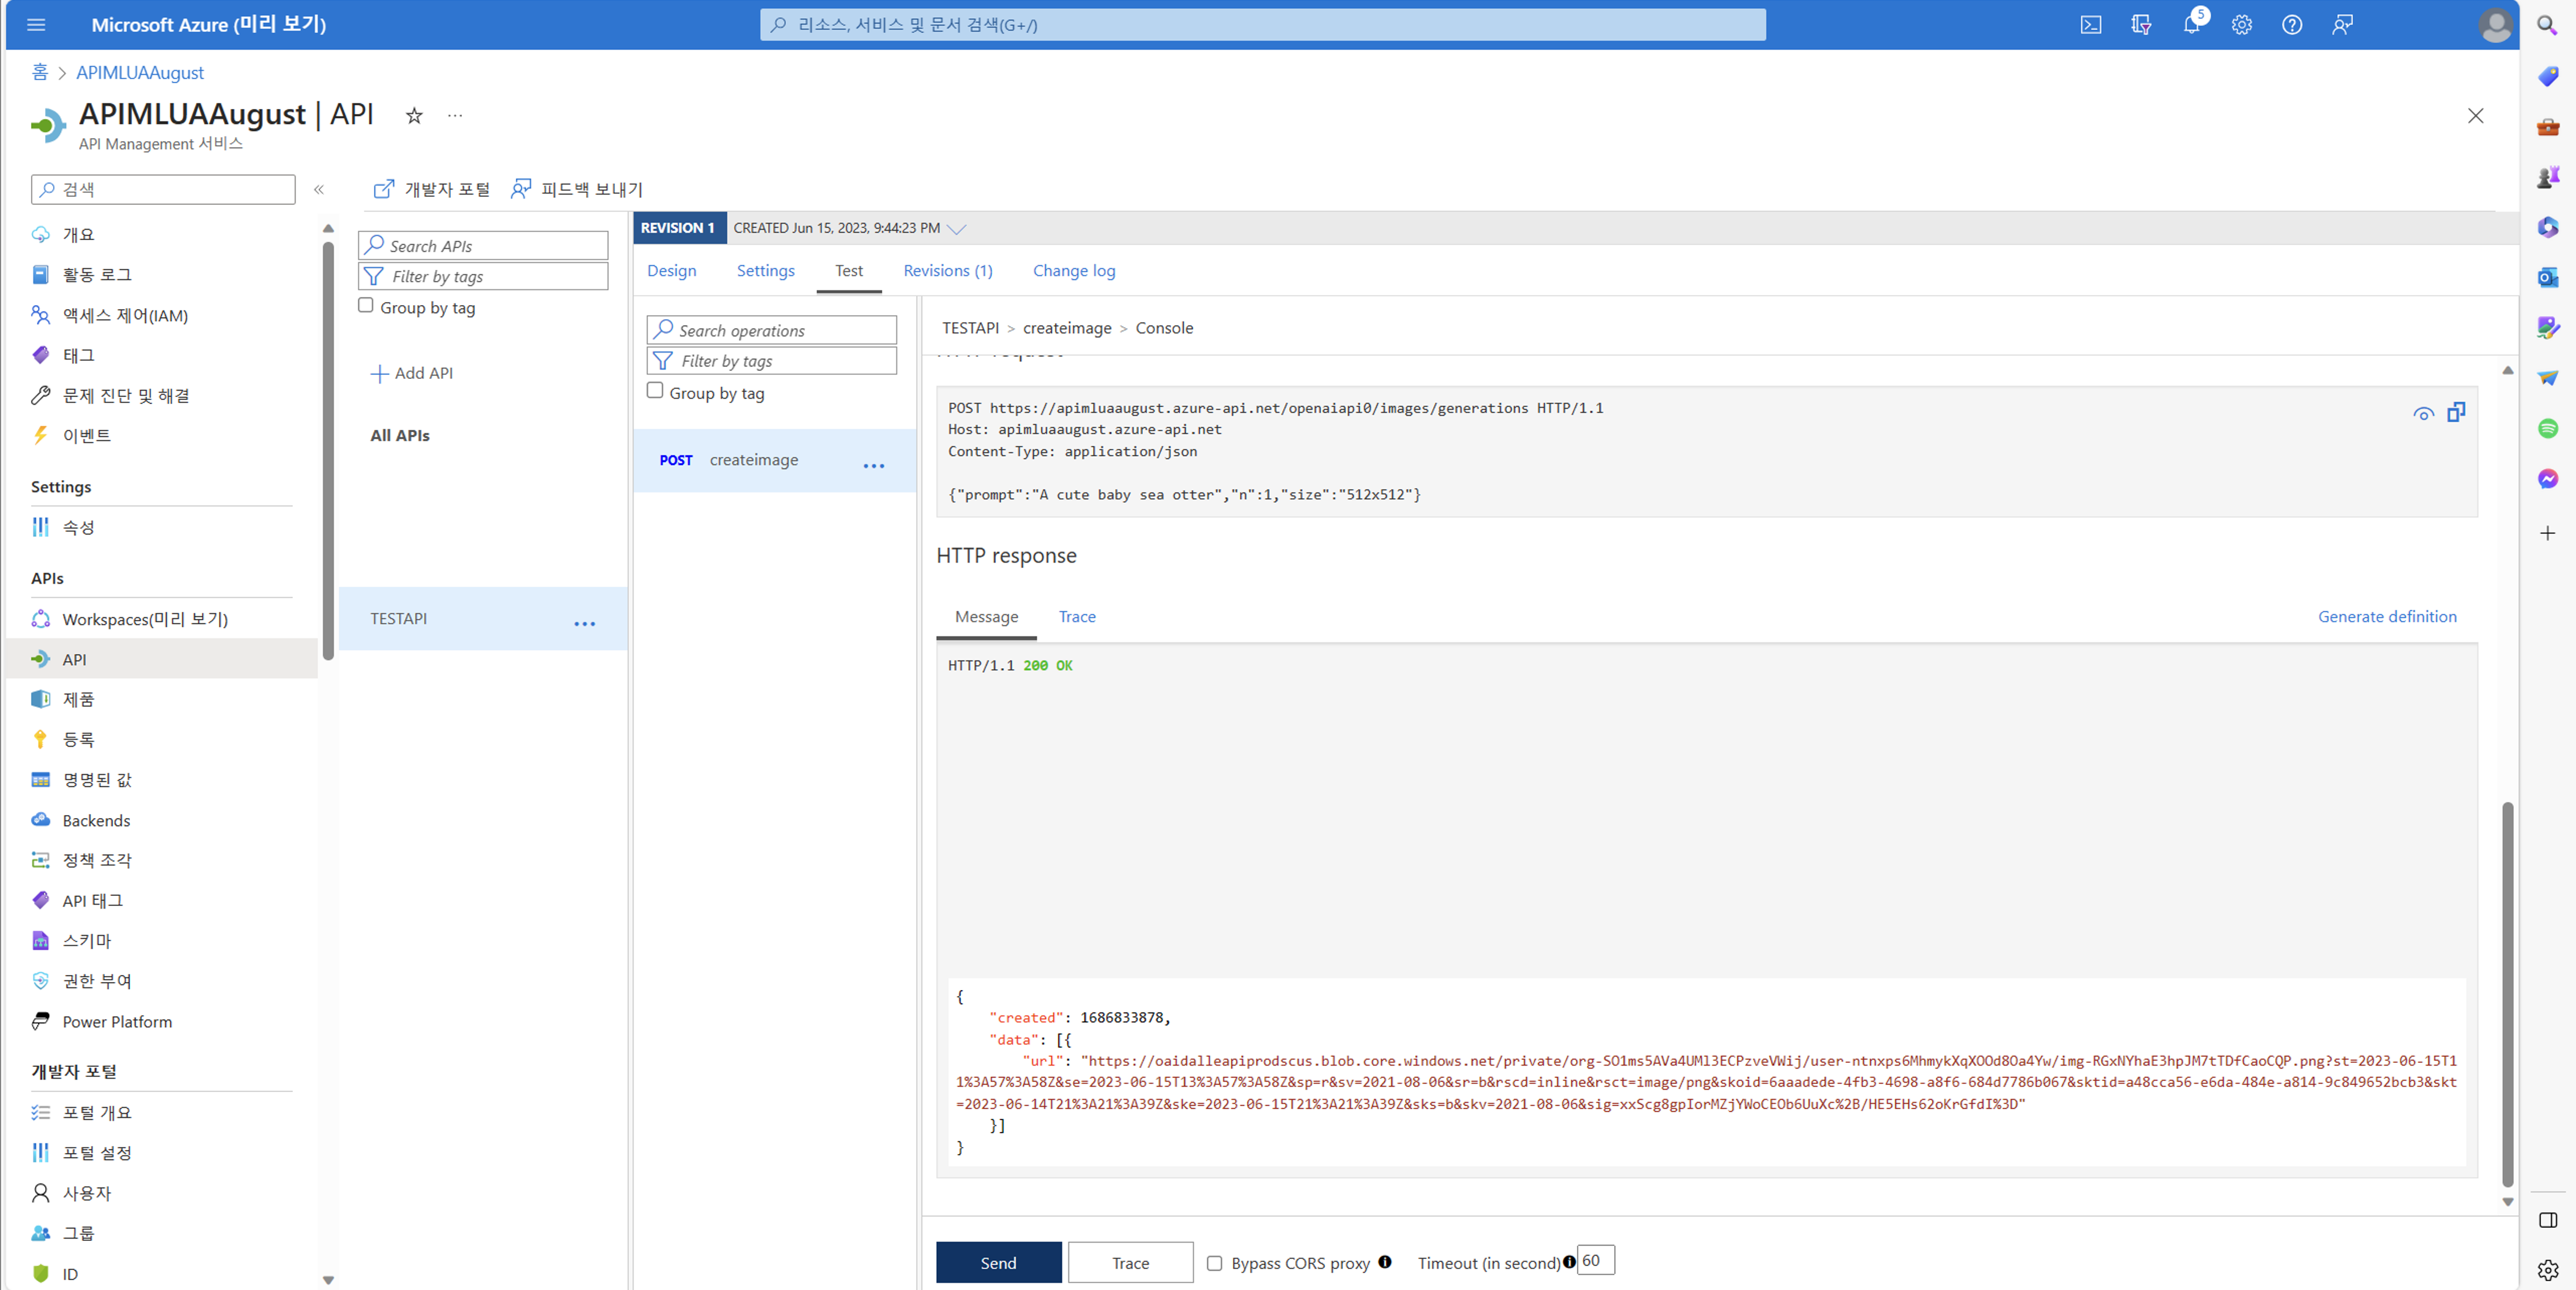 Microsoft Azure (미리 보기)
리소스, 서비스 및 문서 검색(G+/)
5
홈 > APIMLUAAugust
APIMLUAAugust | API
API Management 서비스
검색
개발자 포털
피드백 보내기
개요
활동 로그
액세스 제어(IAM)
태그
문제 진단 및 해결
이벤트
Settings
속성
APIs
Workspaces(미리 보기)
API
제품
등록
명명된 값
Backends
정책 조각
API 태그
스키마
권한 부여
Power Platform
개발자 포털
포털 개요
포털 설정
사용자
그룹
ID
Search APIs
Filter by tags
Group by tag
Add API
All APIs
TESTAPI
REVISION 1 CREATED Jun 15, 2023, 9:44:23 PM
Design Settings Test Revisions (1) Change log
Search operations
Filter by tags
Group by tag
POST createimage
TESTAPI > createimage > Console
POST https://apimluaaugust.azure-api.net/openaiapi0/images/generations HTTP/1.1
Host: apimluaaugust.azure-api.net
Content-Type: application/json
{"prompt":"A cute baby sea otter","n":1,"size":"512x512"}
HTTP response
Message Trace Generate definition
HTTP/1.1 200 OK
{
"created": 1686833878,
"data": [{
"url": "https://oaidalleapiprodscus.blob.core.windows.net/private/org-SO1ms5AVa4UMl3ECPzveVWij/user-ntnxps6MhmykXqXOOd8Oa4Yw/img-RGxNYhaE3hpJM7tTDfCaoCQP.png?st=2023-06-15T1
1%3A57%3A58Z&se=2023-06-15T13%3A57%3A58Z&sp=r&sv=2021-08-06&sr=b&rscd=inline&rsct=image/png&skoid=6aaadede-4fb3-4698-a8f6-684d7786b067&sktid=a48cca56-e6da-484e-a814-9c849652bcb3&skt
=2023-06-14T21%3A21%3A39Z&ske=2023-06-15T21%3A21%3A39Z&sks=b&skv=2021-08-06&sig=xxScg8gpIorMZjYWoCEOb6UuXc%2B/HE5EHs62oKrGfdI%3D"
}]
}
Send Trace Bypass CORS proxy Timeout (in second) 60